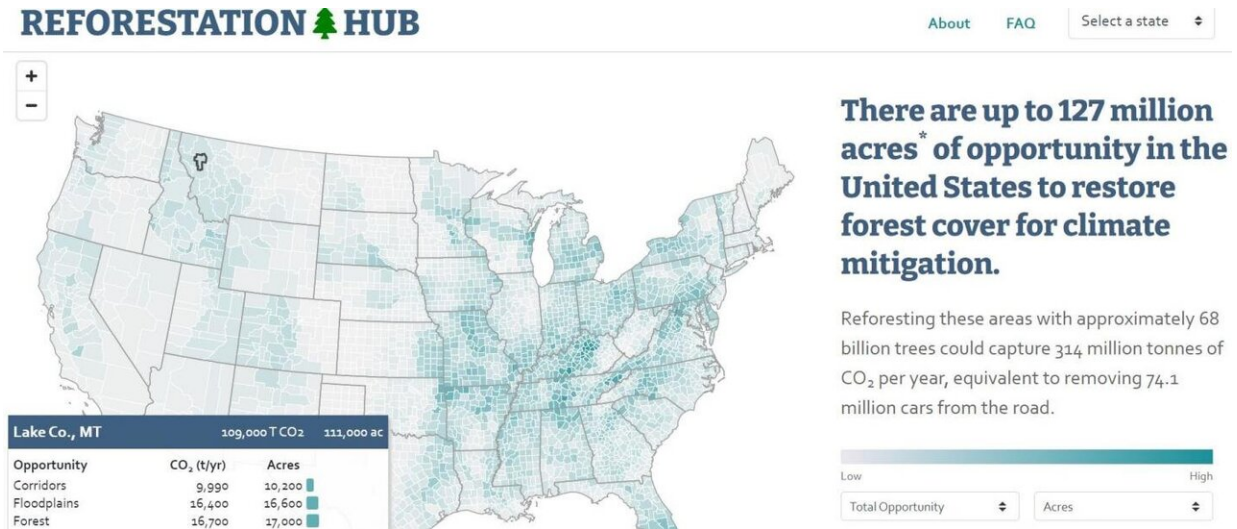 REFORESTATION HUB
About FAQ Select a state
+
−
There are up to 127 million
acres* of opportunity in the
United States to restore
forest cover for climate
mitigation.
Reforesting these areas with approximately 68
billion trees could capture 314 million tonnes of
CO₂ per year, equivalent to removing 74.1
million cars from the road.
Low High
Total Opportunity Acres
Lake Co., MT 109,000 T CO2 111,000 ac
Opportunity CO₂ (t/yr) Acres
Corridors 9,990 10,200
Floodplains 16,400 16,600
Forest 16,700 17,000